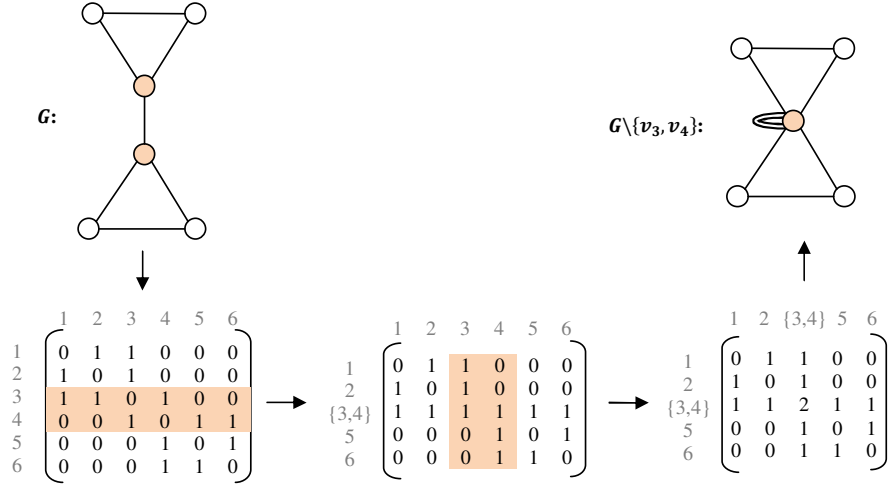 G:
G\{v₃, v₄}:
1 2 3 4 5 6
1 0 1 1 0 0 0
2 1 0 1 0 0 0
3 1 1 0 1 0 0
4 0 0 1 0 1 1
5 0 0 0 1 0 1
6 0 0 0 1 1 0
1 2 3 4 5 6
1 0 1 1 0 0 0
2 1 0 1 0 0 0
{3,4} 1 1 1 1 1 1
5 0 0 0 1 0 1
6 0 0 0 1 1 0
1 2 {3,4} 5 6
1 0 1 1 0 0
2 1 0 1 0 0
{3,4} 1 1 2 1 1
5 0 0 1 0 1
6 0 0 1 1 0